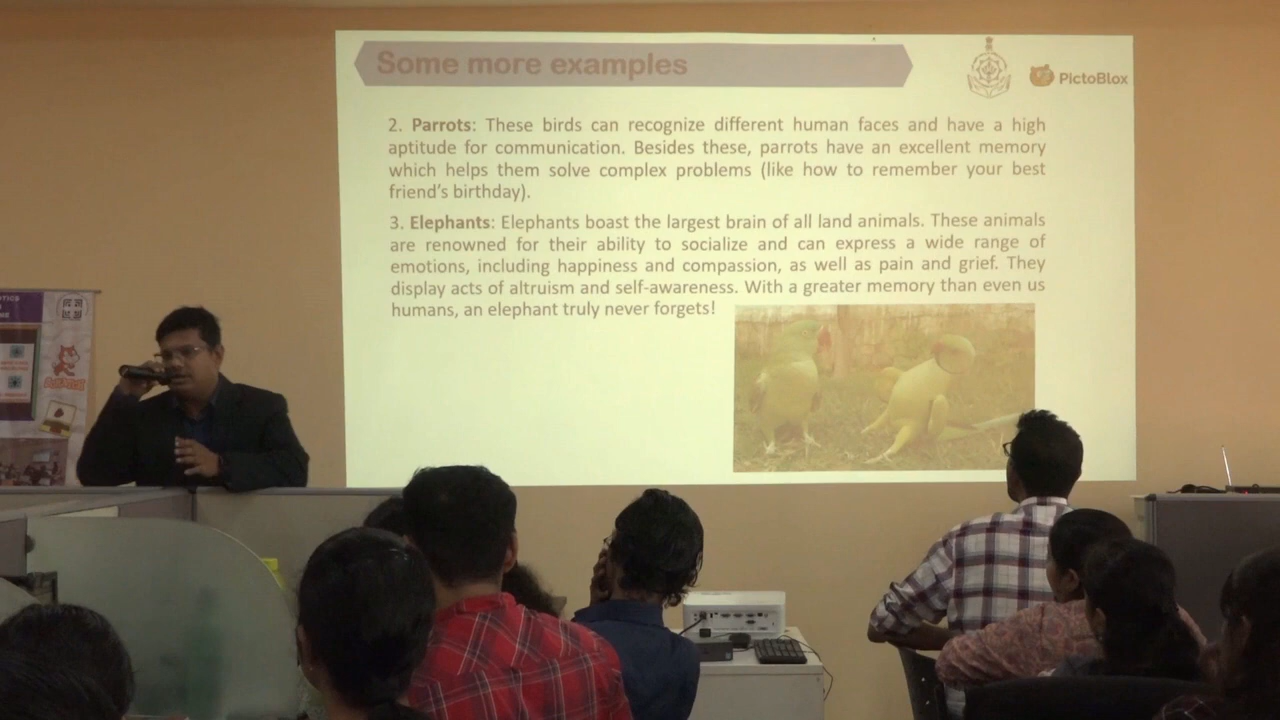 Some more examples
PictoBlox
2. Parrots: These birds can recognize different human faces and have a high
aptitude for communication. Besides these, parrots have an excellent memory
which helps them solve complex problems (like how to remember your best
friend's birthday).
3. Elephants: Elephants boast the largest brain of all land animals. These animals
are renowned for their ability to socialize and can express a wide range of
emotions, including happiness and compassion, as well as pain and grief. They
display acts of altruism and self-awareness. With a greater memory than even us
humans, an elephant truly never forgets!